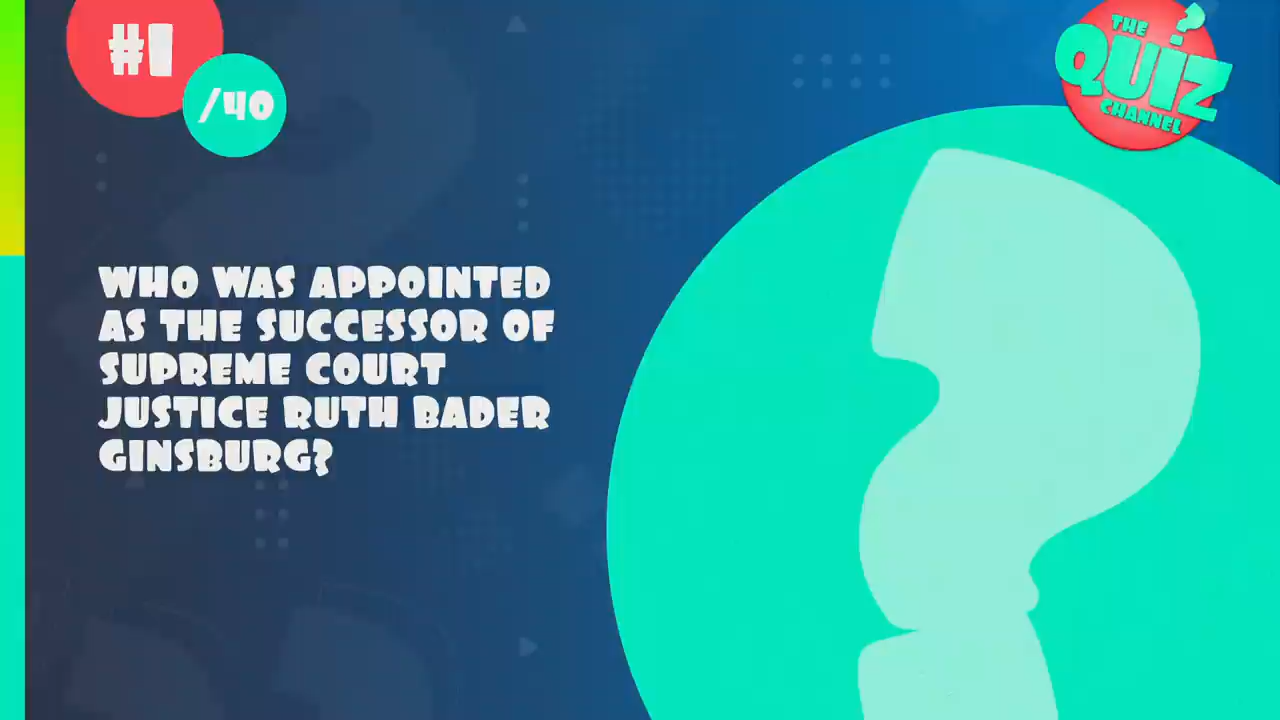 #1
/40
THE
QUIZ
CHANNEL
WHO WAS APPOINTED
AS THE SUCCESSOR OF
SUPREME COURT
JUSTICE RUTH BADER
GINSBURG?